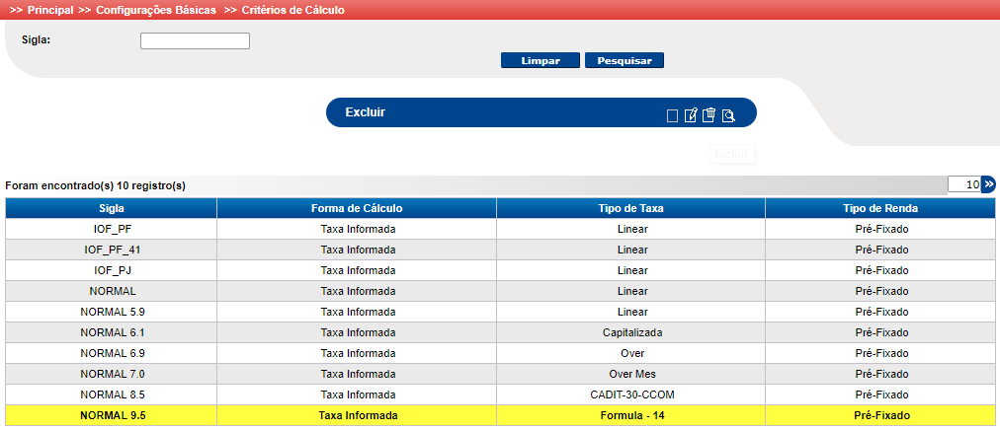 >> Principal >> Configurações Básicas >> Critérios de Cálculo
Sigla:
Limpar Pesquisar
Excluir
Excluir
Foram encontrado(s) 10 registro(s) 10
Sigla Forma de Cálculo Tipo de Taxa Tipo de Renda
IOF_PF Taxa Informada Linear Pré-Fixado
IOF_PF_41 Taxa Informada Linear Pré-Fixado
IOF_PJ Taxa Informada Linear Pré-Fixado
NORMAL Taxa Informada Linear Pré-Fixado
NORMAL 5.9 Taxa Informada Linear Pré-Fixado
NORMAL 6.1 Taxa Informada Capitalizada Pré-Fixado
NORMAL 6.9 Taxa Informada Over Pré-Fixado
NORMAL 7.0 Taxa Informada Over Mes Pré-Fixado
NORMAL 8.5 Taxa Informada CADIT-30-CCOM Pré-Fixado
NORMAL 9.5 Taxa Informada Formula - 14 Pré-Fixado